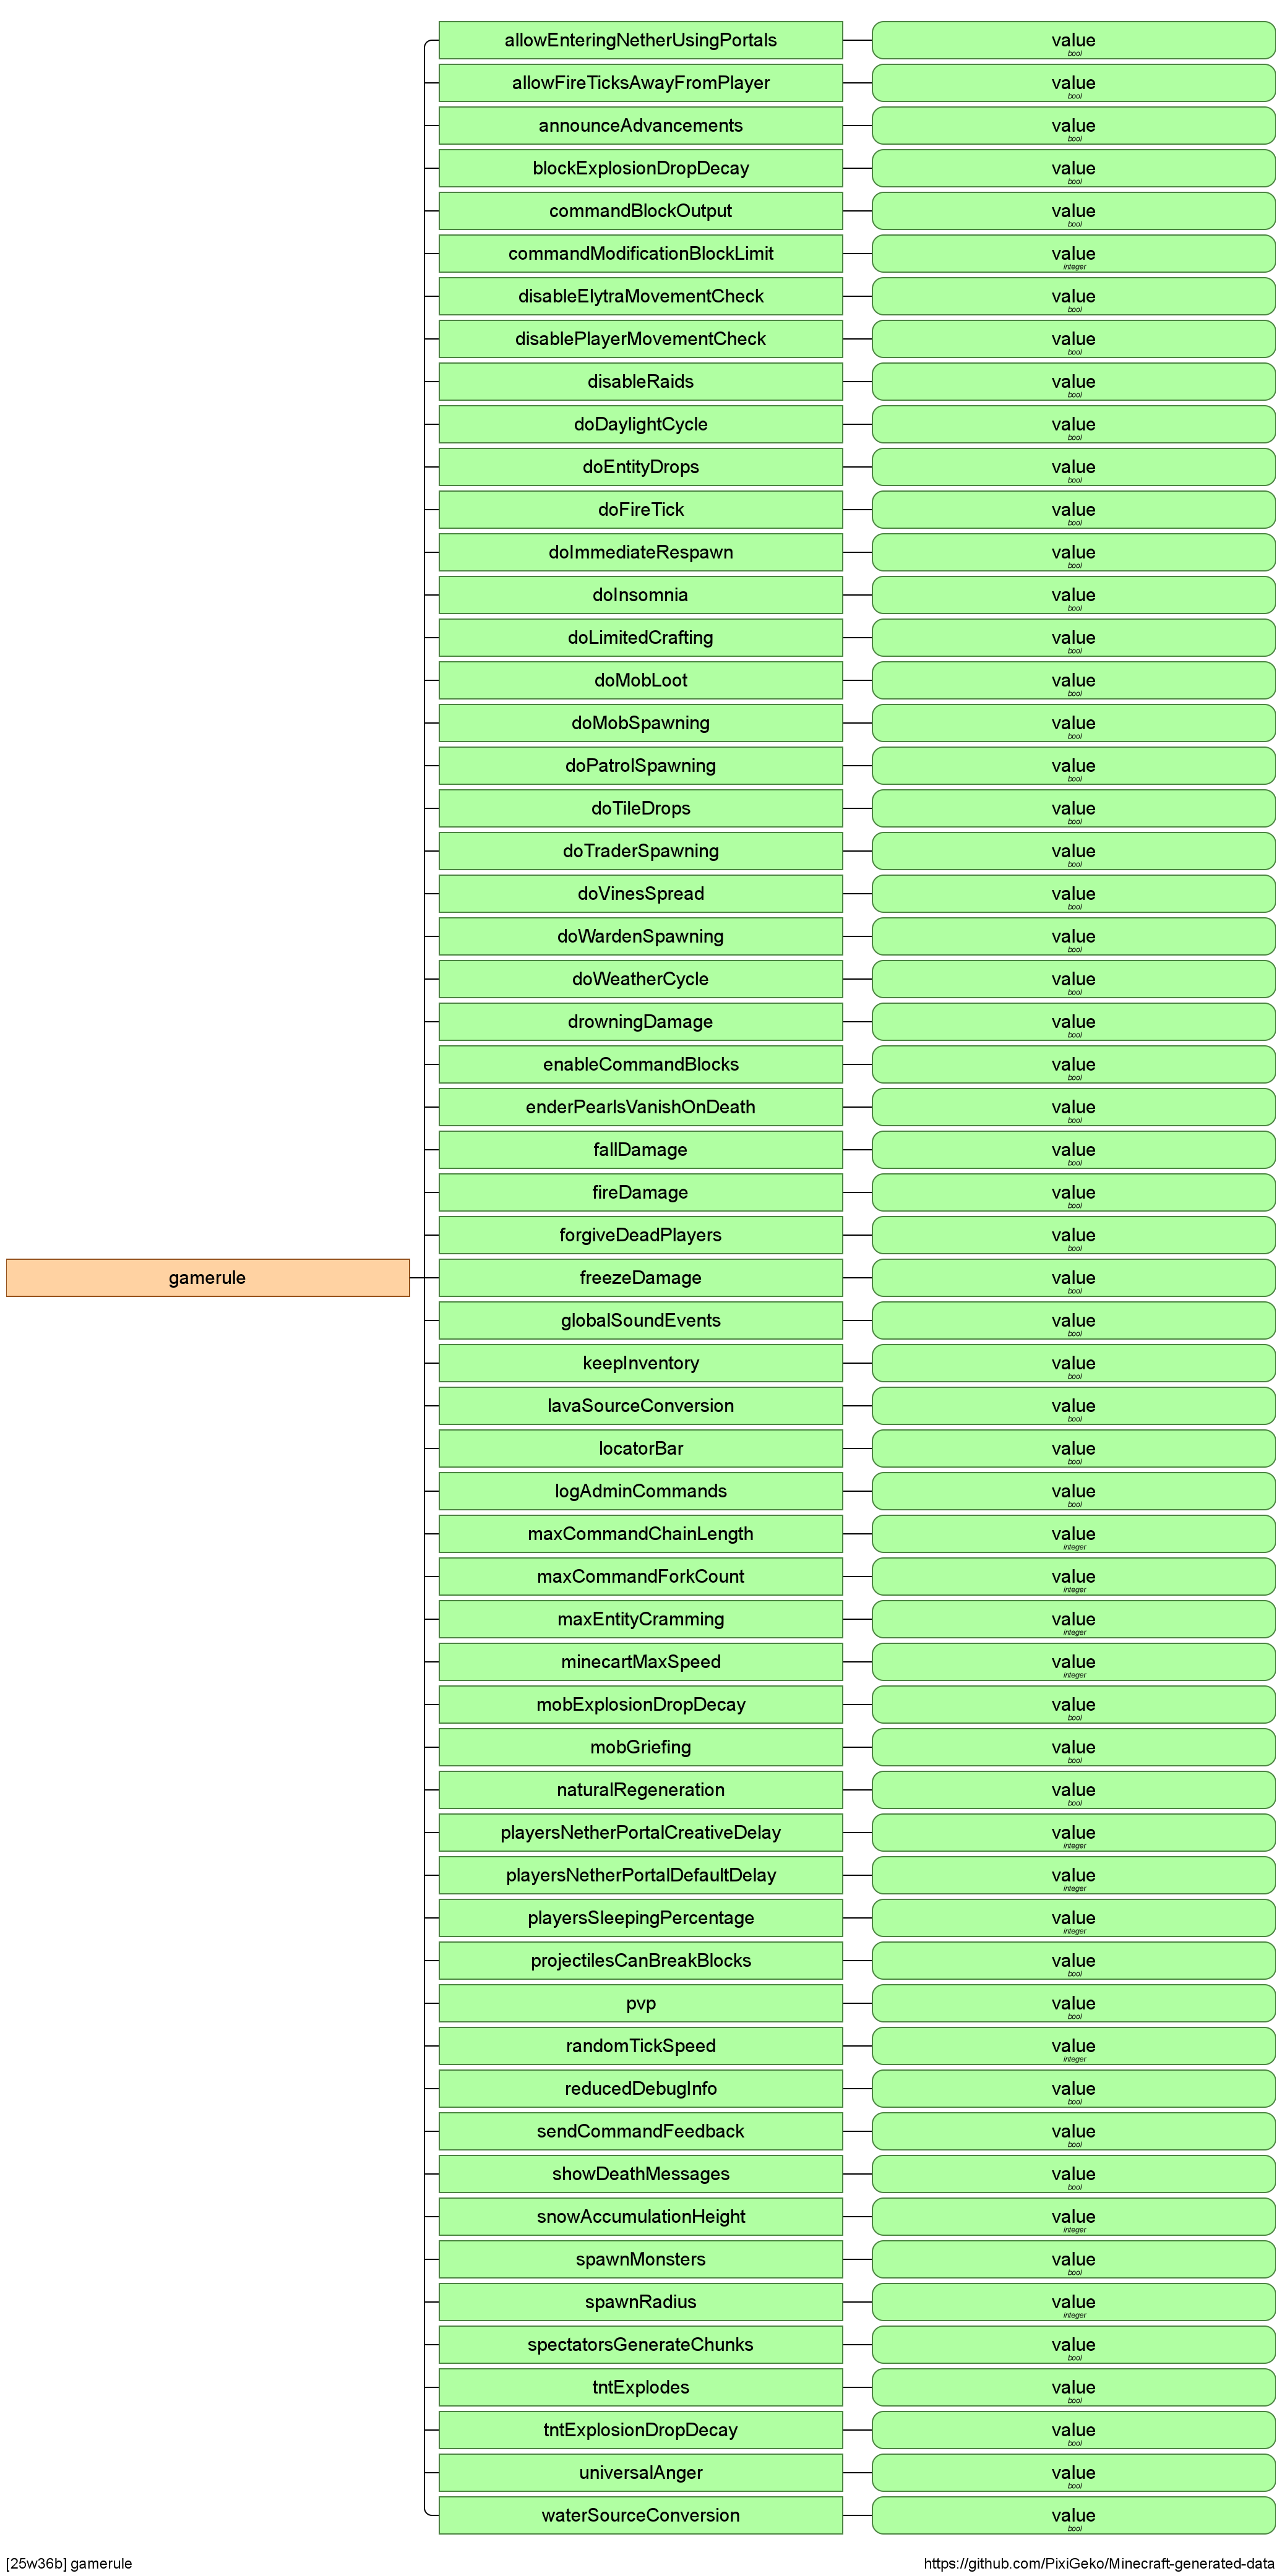 allowEnteringNetherUsingPortals value
bool
allowFireTicksAwayFromPlayer value
bool
announceAdvancements value
bool
blockExplosionDropDecay value
bool
commandBlockOutput value
bool
commandModificationBlockLimit value
integer
disableElytraMovementCheck value
bool
disablePlayerMovementCheck value
bool
disableRaids value
bool
doDaylightCycle value
bool
doEntityDrops value
bool
doFireTick value
bool
doImmediateRespawn value
bool
doInsomnia value
bool
doLimitedCrafting value
bool
doMobLoot value
bool
doMobSpawning value
bool
doPatrolSpawning value
bool
doTileDrops value
bool
doTraderSpawning value
bool
doVinesSpread value
bool
doWardenSpawning value
bool
doWeatherCycle value
bool
drowningDamage value
bool
enableCommandBlocks value
bool
enderPearlsVanishOnDeath value
bool
fallDamage value
bool
fireDamage value
bool
forgiveDeadPlayers value
bool
gamerule freezeDamage value
bool
globalSoundEvents value
bool
keepInventory value
bool
lavaSourceConversion value
bool
locatorBar value
bool
logAdminCommands value
bool
maxCommandChainLength value
integer
maxCommandForkCount value
integer
maxEntityCramming value
integer
minecartMaxSpeed value
integer
mobExplosionDropDecay value
bool
mobGriefing value
bool
naturalRegeneration value
bool
playersNetherPortalCreativeDelay value
integer
playersNetherPortalDefaultDelay value
integer
playersSleepingPercentage value
integer
projectilesCanBreakBlocks value
bool
pvp value
bool
randomTickSpeed value
integer
reducedDebugInfo value
bool
sendCommandFeedback value
bool
showDeathMessages value
bool
snowAccumulationHeight value
integer
spawnMonsters value
bool
spawnRadius value
integer
spectatorsGenerateChunks value
bool
tntExplodes value
bool
tntExplosionDropDecay value
bool
universalAnger value
bool
waterSourceConversion value
bool
[25w36b] gamerule https://github.com/PixiGeko/Minecraft-generated-data